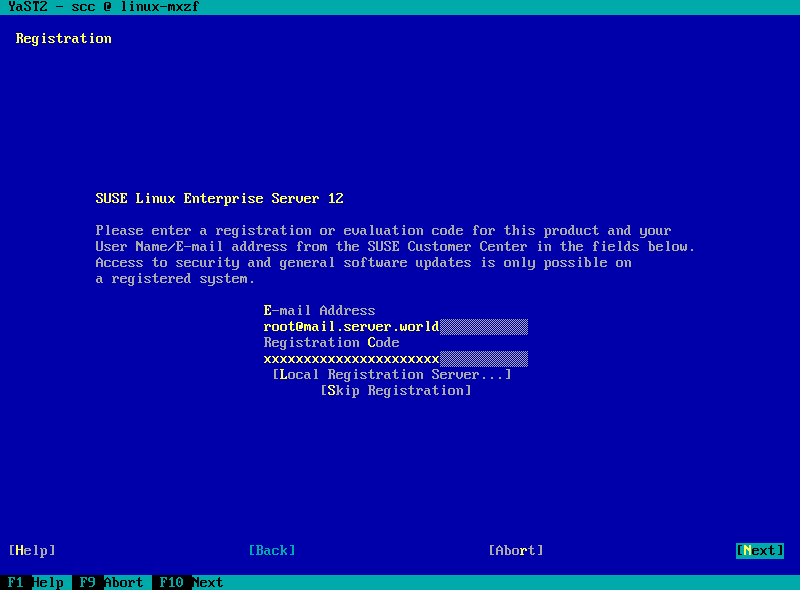 YaST2 - scc @ linux-mxzf
Registration
SUSE Linux Enterprise Server 12
Please enter a registration or evaluation code for this product and your
User Name/E-mail address from the SUSE Customer Center in the fields below.
Access to security and general software updates is only possible on
a registered system.
E-mail Address
root@mail.server.world
Registration Code
xxxxxxxxxxxxxxxxxxxxxx
[Local Registration Server...]
[Skip Registration]
[Help] [Back] [Abort] [Next]
F1 Help F9 Abort F10 Next